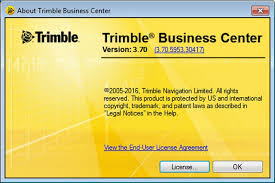 About Trimble Business Center
Trimble
Trimble® Business Center
Version: 3.70 (3.70.5953.30417)
©2005-2016, Trimble Navigation Limited. All rights
reserved. This product is protected by US and international
copyright, trademark, and patent laws as described in
"Legal Notices" in the Help.
View the End-User License Agreement
License...
OK